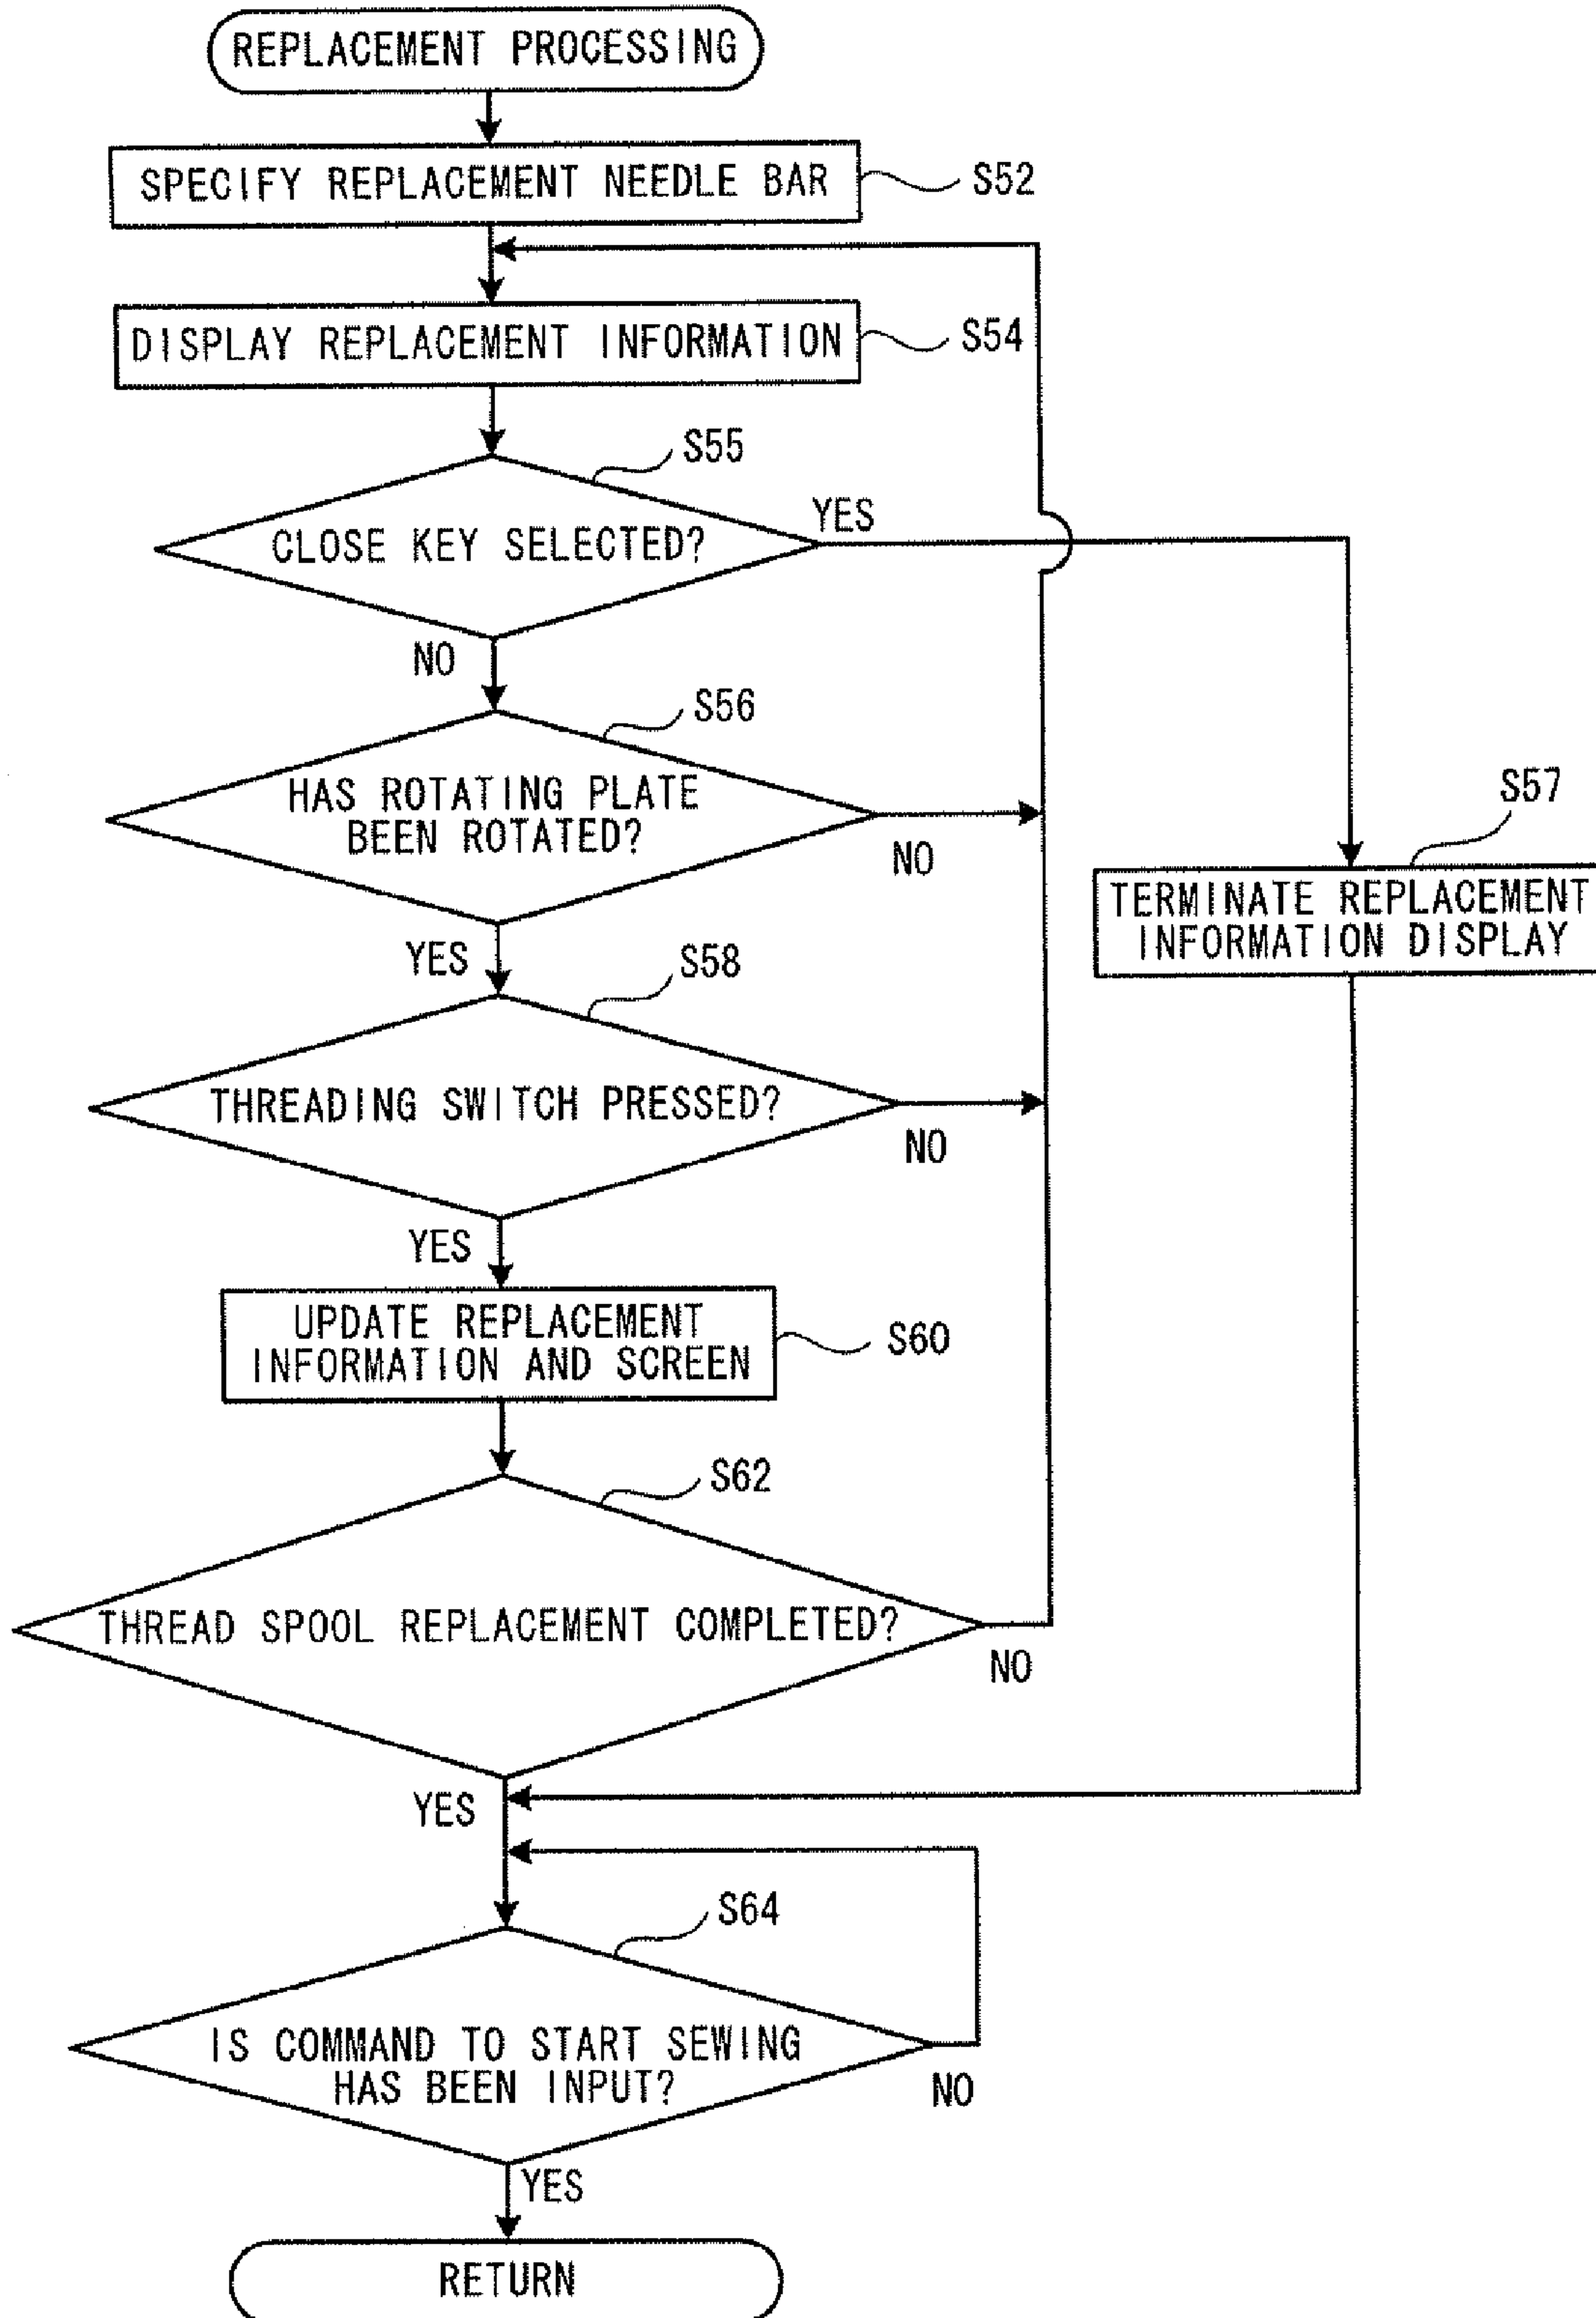 REPLACEMENT PROCESSING
SPECIFY REPLACEMENT NEEDLE BAR
S52
DISPLAY REPLACEMENT INFORMATION
S54
S55
CLOSE KEY SELECTED?
YES
NO
S56
HAS ROTATING PLATE
BEEN ROTATED?
NO
YES
S57
TERMINATE REPLACEMENT
INFORMATION DISPLAY
S58
THREADING SWITCH PRESSED?
NO
YES
UPDATE REPLACEMENT
INFORMATION AND SCREEN
S60
S62
THREAD SPOOL REPLACEMENT COMPLETED?
NO
YES
S64
IS COMMAND TO START SEWING
HAS BEEN INPUT?
NO
YES
RETURN